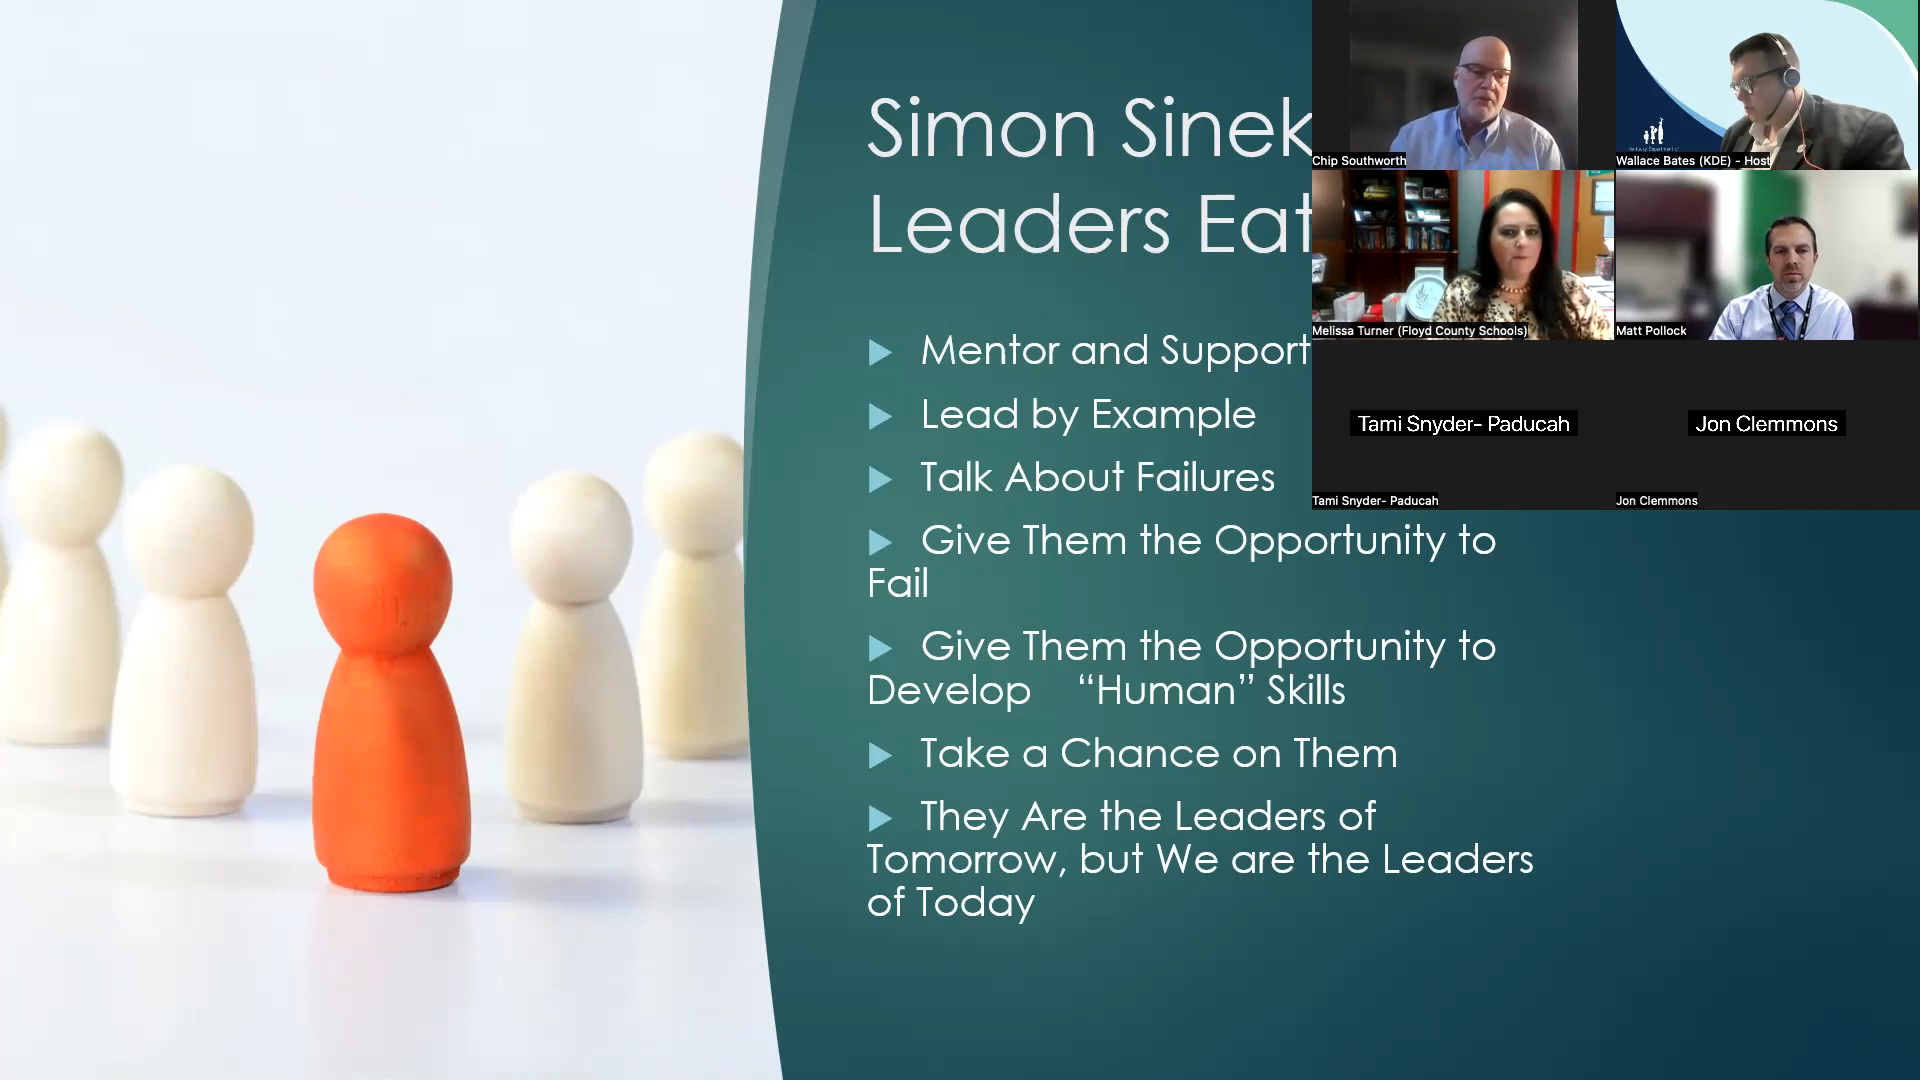 Simon Sinek
Leaders Eat
Mentor and Support
Lead by Example
Talk About Failures
Give Them the Opportunity to
Fail
Give Them the Opportunity to
Develop “Human” Skills
Take a Chance on Them
They Are the Leaders of
Tomorrow, but We are the Leaders
of Today
Chip Southworth
Wallace Bates (KDE) - Host
Melissa Turner (Floyd County Schools)
Matt Pollock
Tami Snyder- Paducah
Jon Clemmons
Tami Snyder- Paducah
Jon Clemmons